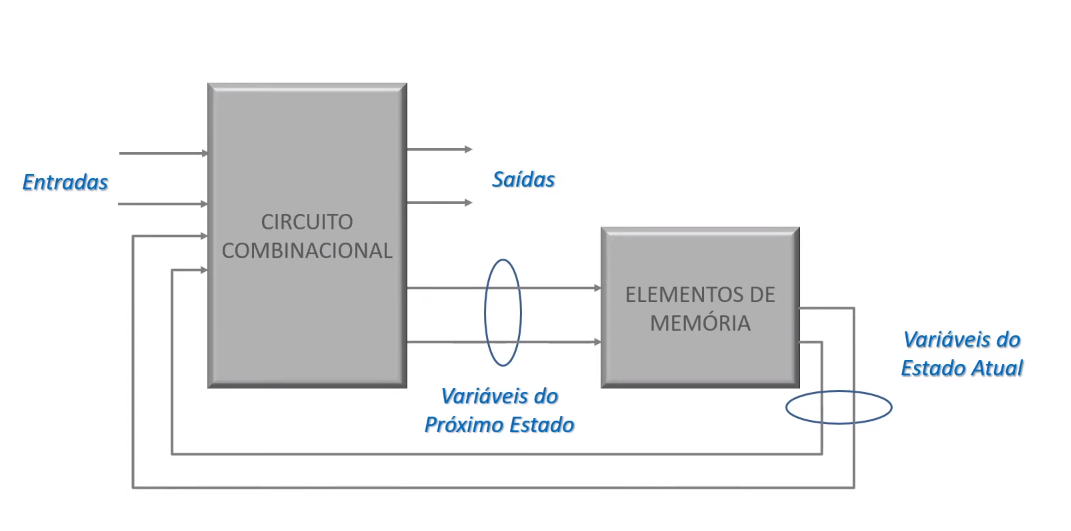 Entradas
CIRCUITO
COMBINACIONAL
Saídas
ELEMENTOS DE
MEMÓRIA
Variáveis do
Próximo Estado
Variáveis do
Estado Atual